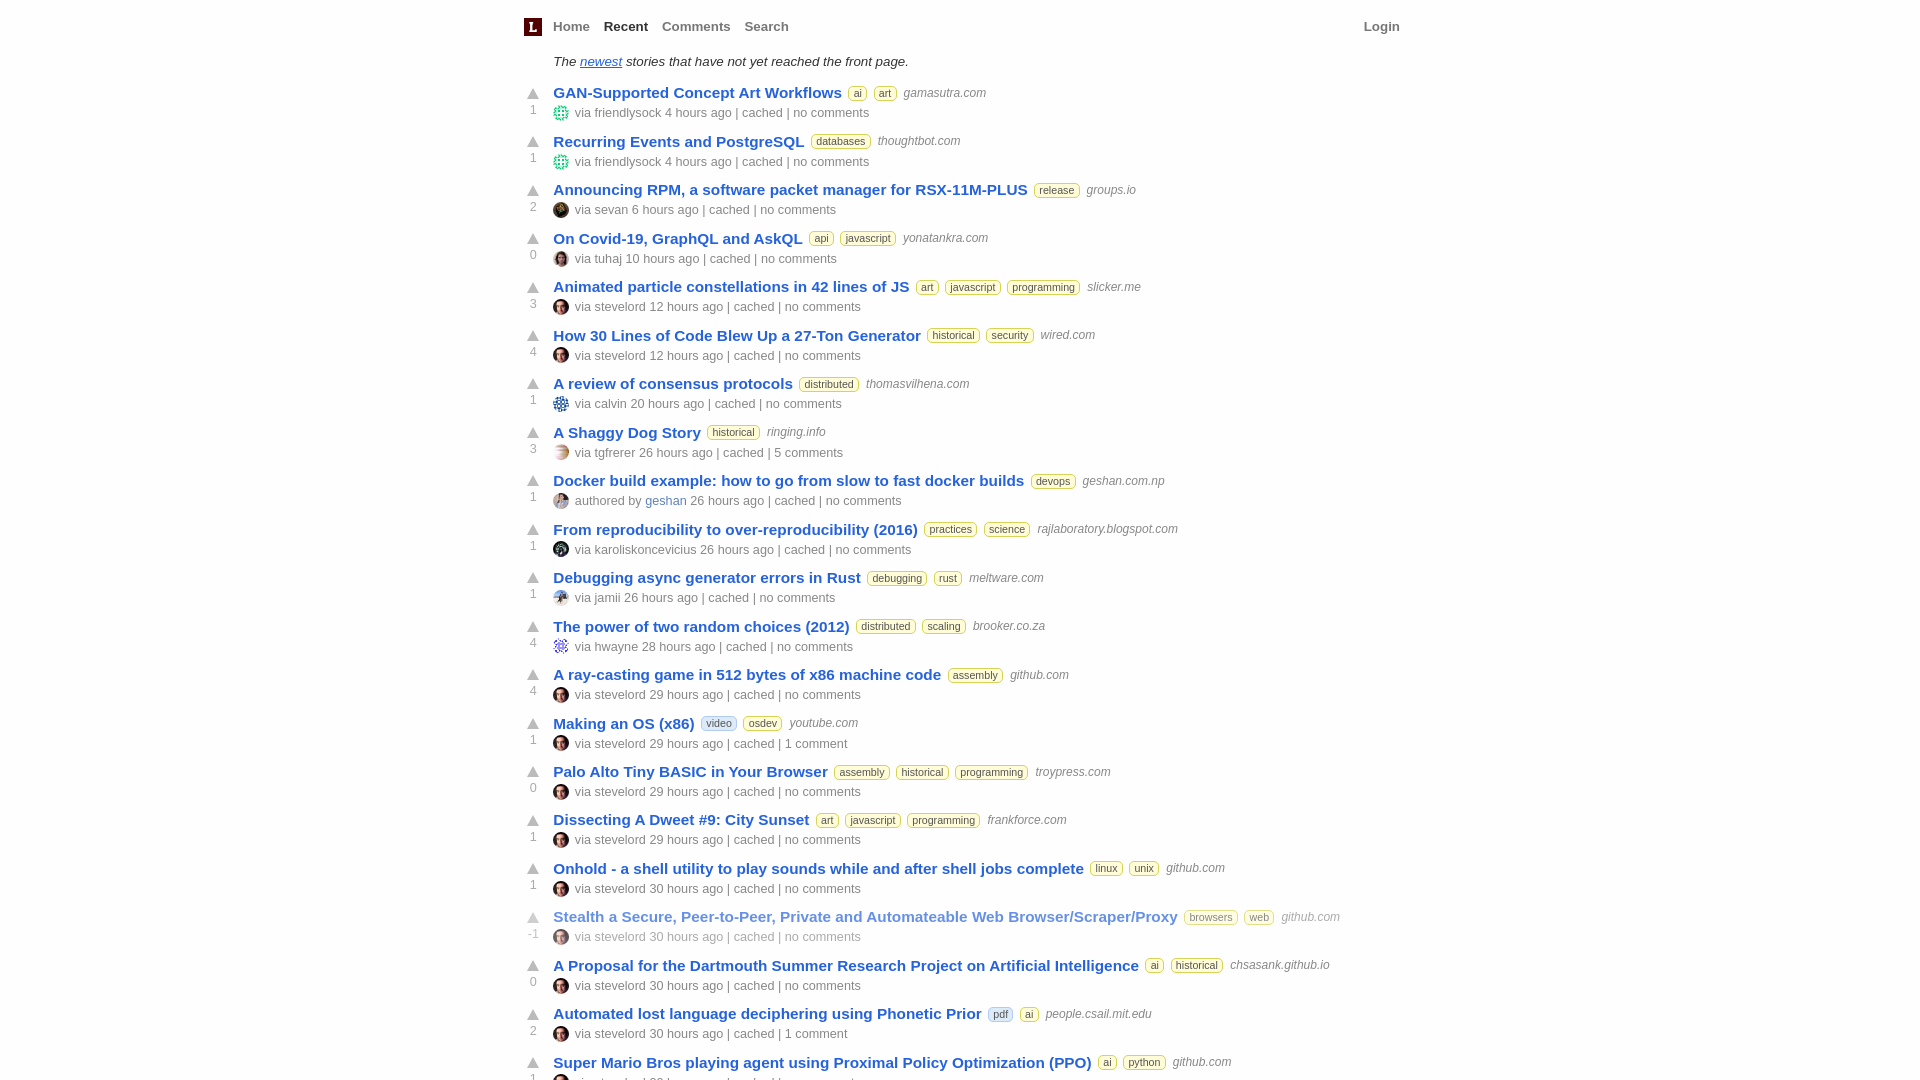 L Home Recent Comments Search Login
The newest stories that have not yet reached the front page.
GAN-Supported Concept Art Workflows ai art gamasutra.com
1 via friendlysock 4 hours ago | cached | no comments
Recurring Events and PostgreSQL databases thoughtbot.com
1 via friendlysock 4 hours ago | cached | no comments
Announcing RPM, a software packet manager for RSX-11M-PLUS release groups.io
2 via sevan 6 hours ago | cached | no comments
On Covid-19, GraphQL and AskQL api javascript yonatankra.com
0 via tuhaj 10 hours ago | cached | no comments
Animated particle constellations in 42 lines of JS art javascript programming slicker.me
3 via stevelord 12 hours ago | cached | no comments
How 30 Lines of Code Blew Up a 27-Ton Generator historical security wired.com
4 via stevelord 12 hours ago | cached | no comments
A review of consensus protocols distributed thomasvilhena.com
1 via calvin 20 hours ago | cached | no comments
A Shaggy Dog Story historical ringing.info
3 via tgfrerer 26 hours ago | cached | 5 comments
Docker build example: how to go from slow to fast docker builds devops geshan.com.np
1 authored by geshan 26 hours ago | cached | no comments
From reproducibility to over-reproducibility (2016) practices science rajlaboratory.blogspot.com
1 via karoliskoncevicius 26 hours ago | cached | no comments
Debugging async generator errors in Rust debugging rust meltware.com
1 via jamii 26 hours ago | cached | no comments
The power of two random choices (2012) distributed scaling brooker.co.za
4 via hwayne 28 hours ago | cached | no comments
A ray-casting game in 512 bytes of x86 machine code assembly github.com
4 via stevelord 29 hours ago | cached | no comments
Making an OS (x86) video osdev youtube.com
1 via stevelord 29 hours ago | cached | 1 comment
Palo Alto Tiny BASIC in Your Browser assembly historical programming troypress.com
0 via stevelord 29 hours ago | cached | no comments
Dissecting A Dweet #9: City Sunset art javascript programming frankforce.com
1 via stevelord 29 hours ago | cached | no comments
Onhold - a shell utility to play sounds while and after shell jobs complete linux unix github.com
1 via stevelord 30 hours ago | cached | no comments
Stealth a Secure, Peer-to-Peer, Private and Automateable Web Browser/Scraper/Proxy browsers web github.com
-1 via stevelord 30 hours ago | cached | no comments
A Proposal for the Dartmouth Summer Research Project on Artificial Intelligence ai historical chsasank.github.io
0 via stevelord 30 hours ago | cached | no comments
Automated lost language deciphering using Phonetic Prior pdf ai people.csail.mit.edu
2 via stevelord 30 hours ago | cached | 1 comment
Super Mario Bros playing agent using Proximal Policy Optimization (PPO) ai python github.com